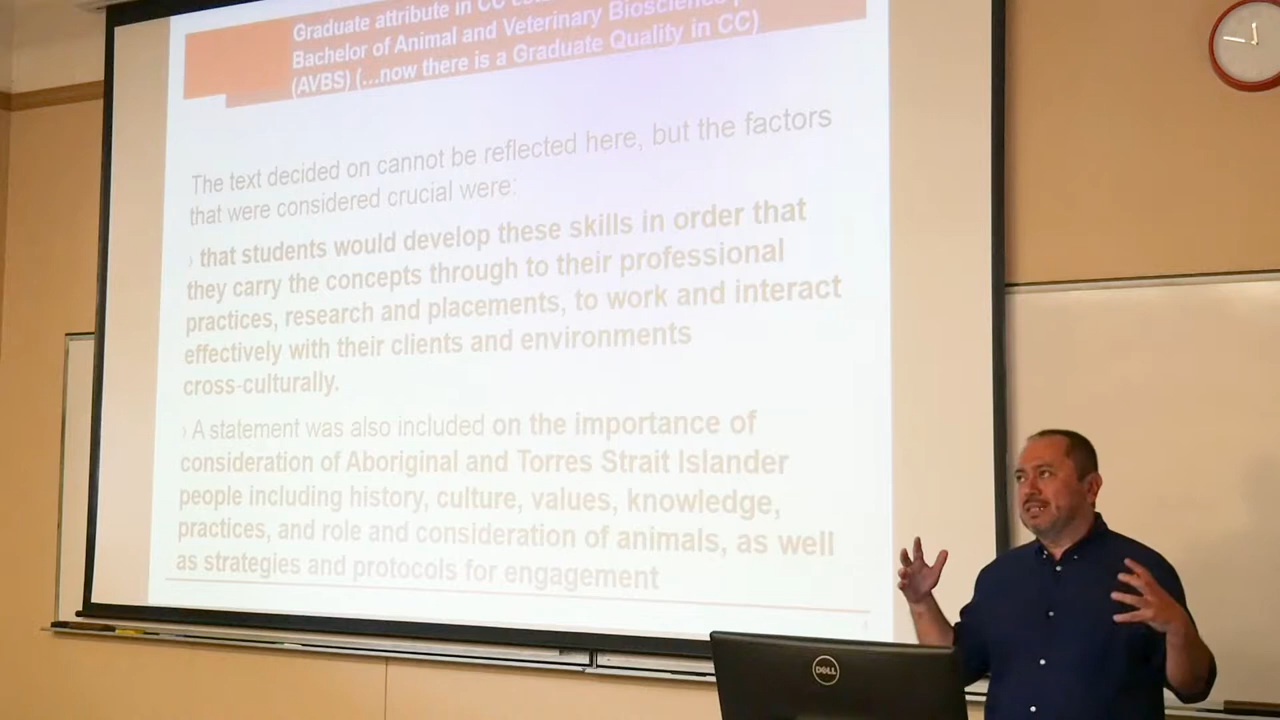 Graduate attribute in CC
Bachelor of Animal and Veterinary Bioscience
(AVBS) (...now there is a Graduate Quality in CC)
The text decided on cannot be reflected here, but the factors
that were considered crucial were:
› that students would develop these skills in order that
they carry the concepts through to their professional
practices, research and placements, to work and interact
effectively with their clients and environments
cross-culturally.
› A statement was also included on the importance of
consideration of Aboriginal and Torres Strait Islander
people including history, culture, values, knowledge,
practices, and role and consideration of animals, as well
as strategies and protocols for engagement
DELL